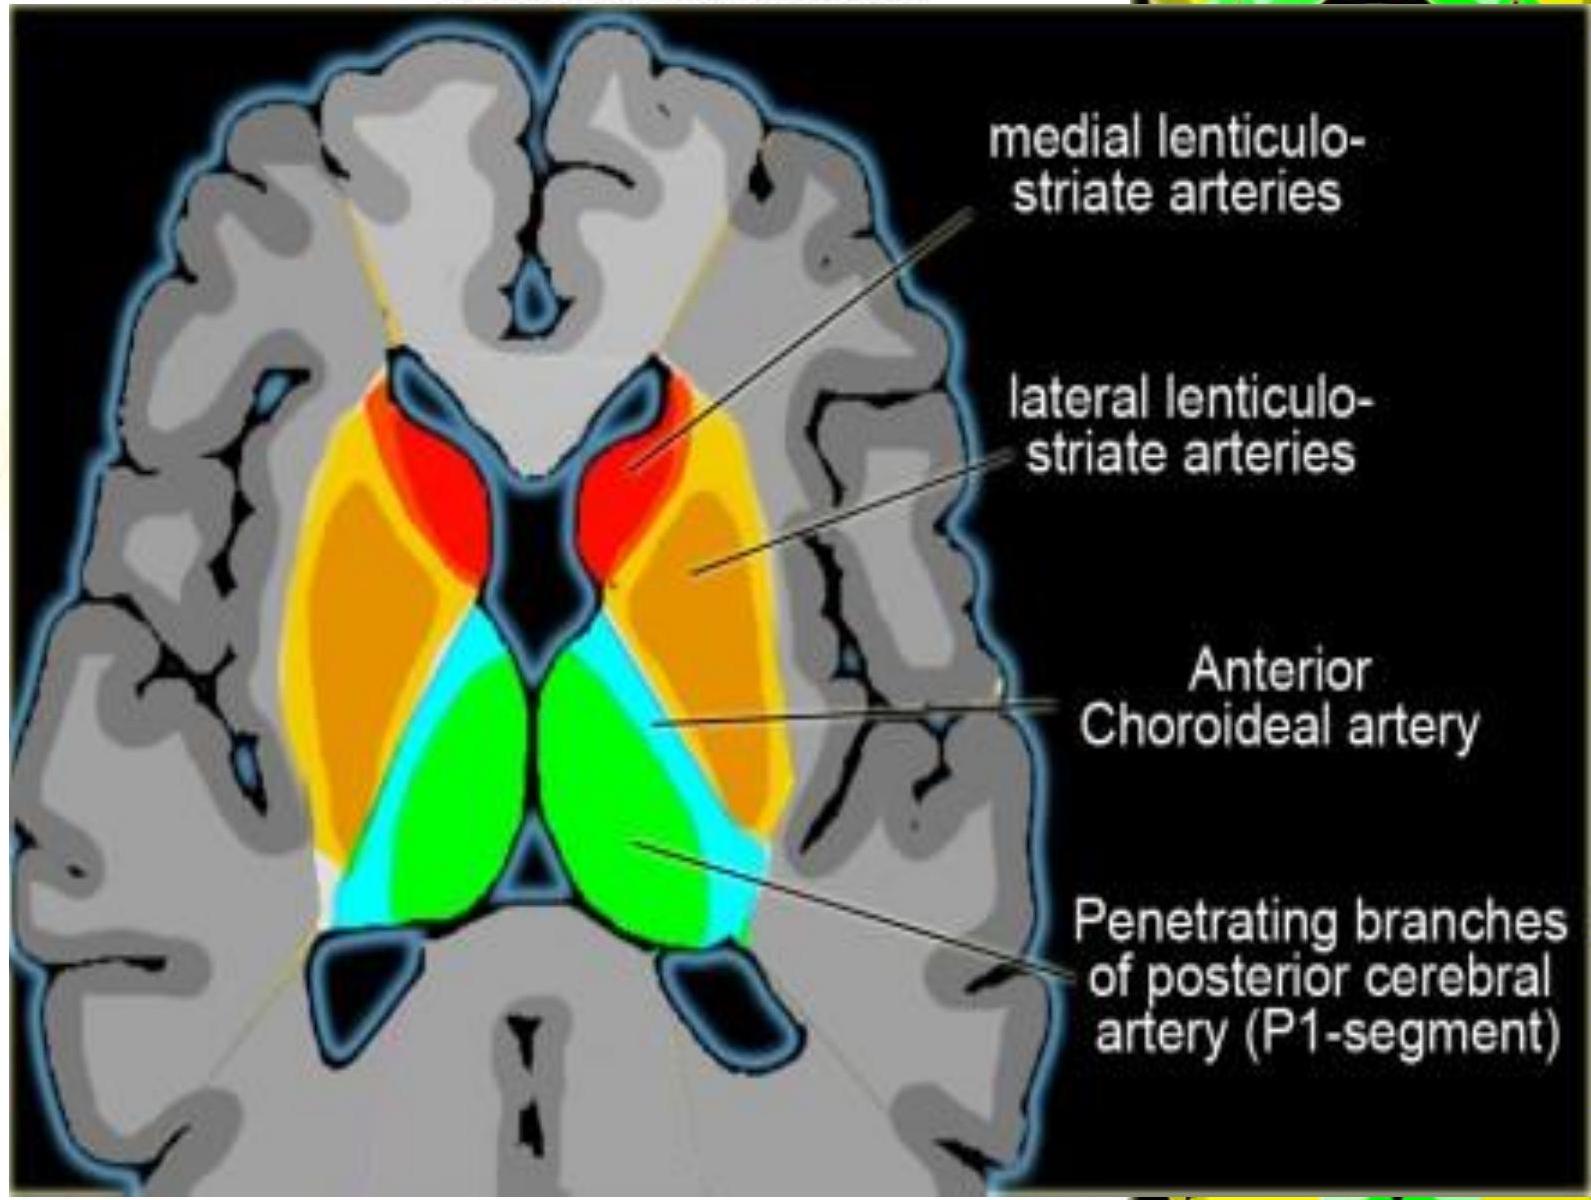 medial lenticulo-
striate arteries
lateral lenticulo-
striate arteries
Anterior
Choroideal artery
Penetrating branches
of posterior cerebral
artery (P1-segment)